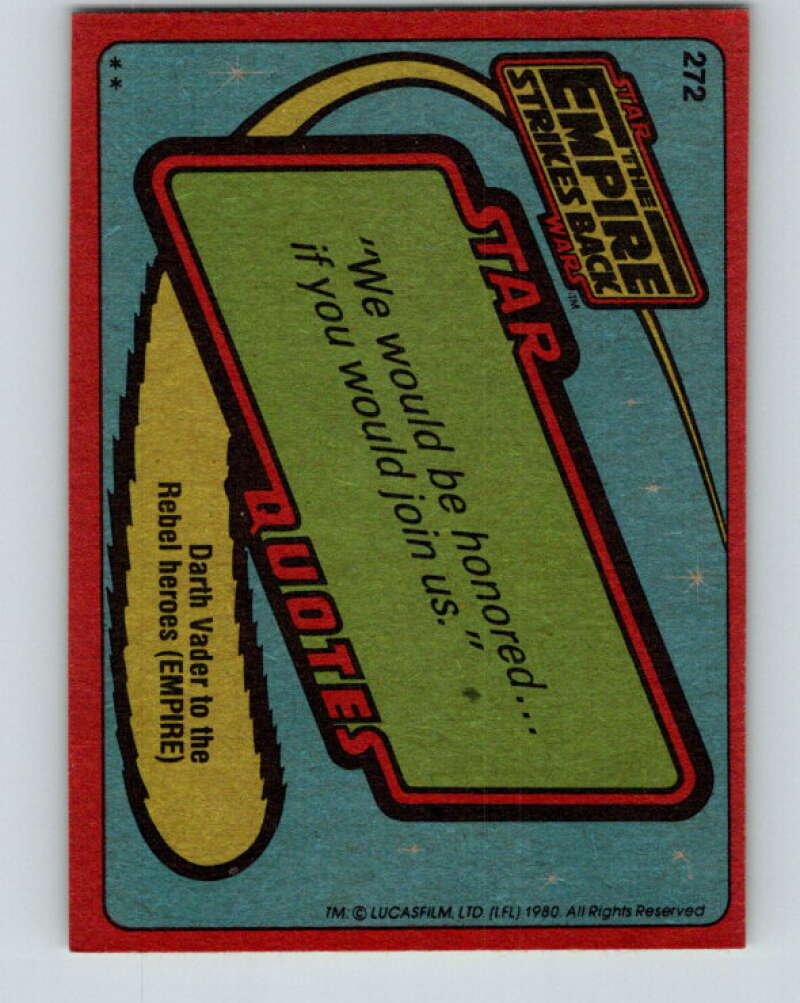 272
STAR
THE
EMPIRE
STRIKES BACK
WARS
TM
STAR
"We would be honored...
if you would join us."
QUOTES
Darth Vader to the
Rebel heroes (EMPIRE)
**
TM: © LUCASFILM, LTD. (LFL) 1980. All Rights Reserved